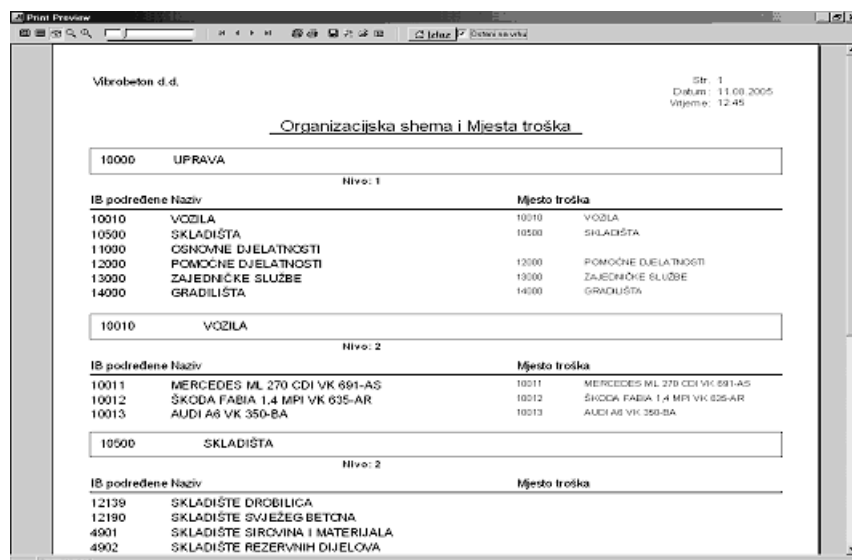 Print Preview
Izlaz Ostani na vrhu
Vibrobeton d.d.
Str. 1
Datum: 11.08.2005
Vrijeme: 12:45
Organizacijska shema i Mjesta troška
10000 UPRAVA
Nivo: 1
IB podređene Naziv Mjesto troška
10010 VOZILA 10010 VOZILA
10500 SKLADIŠTA 10500 SKLADIŠTA
11000 OSNOVNE DJELATNOSTI
12000 POMOĆNE DJELATNOSTI 12000 POMOĆNE DJELATNOSTI
13000 ZAJEDNIČKE SLUŽBE 13000 ZAJEDNIČKE SLUŽBE
14000 GRADILIŠTA 14000 GRADILIŠTA
10010 VOZILA
Nivo: 2
IB podređene Naziv Mjesto troška
10011 MERCEDES ML 270 CDI VK 691-AS 10011 MERCEDES ML 270 CDI VK 691-AS
10012 ŠKODA FABIA 1,4 MPI VK 635-AR 10012 ŠKODA FABIA 1,4 MPI VK 635-AR
10013 AUDI A6 VK 350-BA 10013 AUDI A6 VK 350-BA
10500 SKLADIŠTA
Nivo: 2
IB podređene Naziv Mjesto troška
12139 SKLADIŠTE DROBILICA
12190 SKLADIŠTE SVJEŽEG BETONA
4901 SKLADIŠTE SIROVINA I MATERIJALA
4902 SKLADIŠTE REZERVNIH DIJELOVA